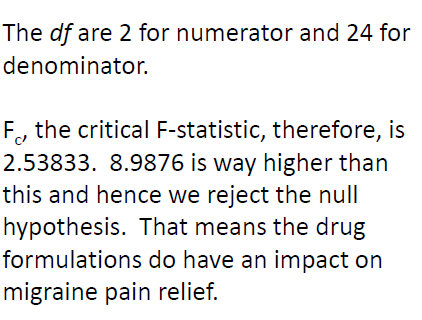 The df are 2 for numerator and 24 for
denominator.
Fc, the critical F-statistic, therefore, is
2.53833.  8.9876 is way higher than
this and hence we reject the null
hypothesis.  That means the drug
formulations do have an impact on
migraine pain relief.